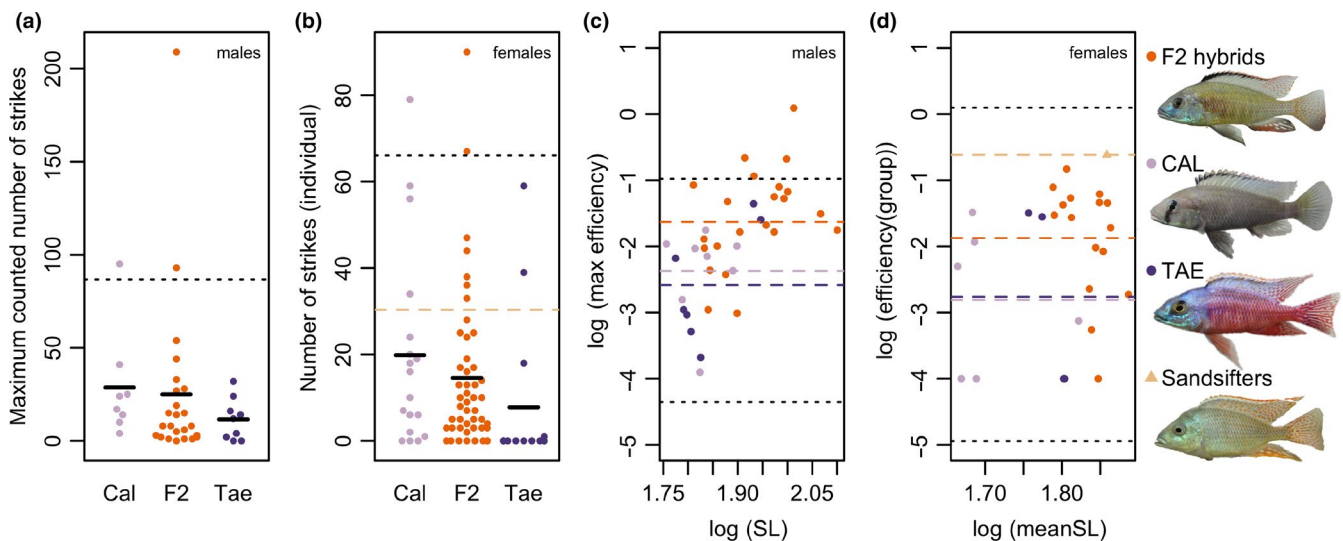 (a)
males
Maximum counted number of strikes
200
150
100
50
0
Cal F2 Tae
(b)
females
Number of strikes (individual)
80
60
40
20
0
Cal F2 Tae
(c)
males
log (max efficiency)
1
0
-1
-2
-3
-4
-5
1.75 1.90 2.05
log (SL)
(d)
females
log (efficiency(group))
1
0
-1
-2
-3
-4
-5
1.70 1.80
log (meanSL)
F2 hybrids
CAL
TAE
Sandsifters